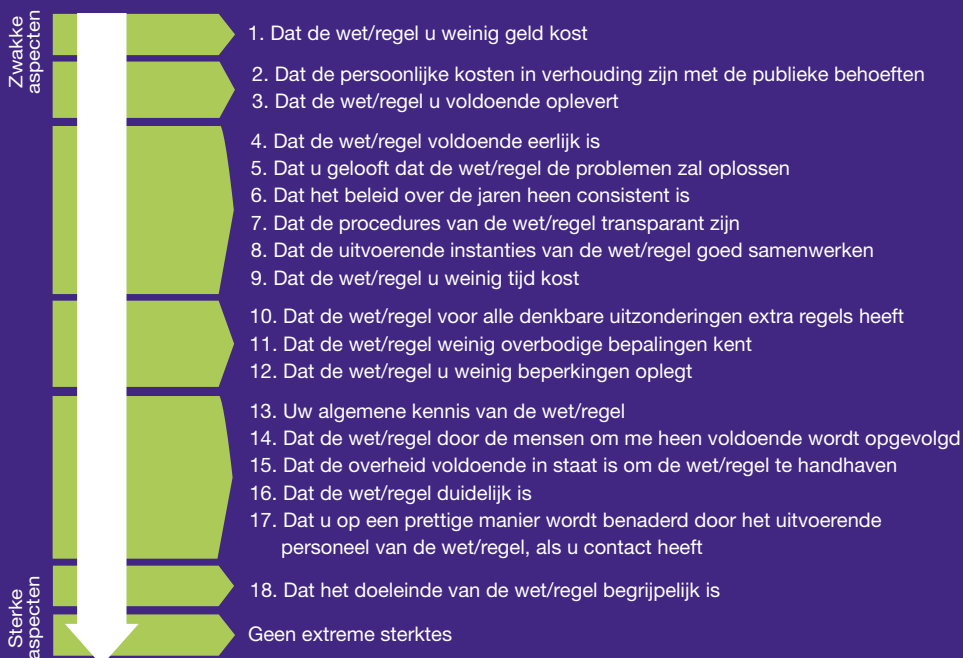 Zwakke
aspecten
1. Dat de wet/regel u weinig geld kost
2. Dat de persoonlijke kosten in verhouding zijn met de publieke behoeften
3. Dat de wet/regel u voldoende oplevert
4. Dat de wet/regel voldoende eerlijk is
5. Dat u gelooft dat de wet/regel de problemen zal oplossen
6. Dat het beleid over de jaren heen consistent is
7. Dat de procedures van de wet/regel transparant zijn
8. Dat de uitvoerende instanties van de wet/regel goed samenwerken
9. Dat de wet/regel u weinig tijd kost
10. Dat de wet/regel voor alle denkbare uitzonderingen extra regels heeft
11. Dat de wet/regel weinig overbodige bepalingen kent
12. Dat de wet/regel u weinig beperkingen oplegt
13. Uw algemene kennis van de wet/regel
14. Dat de wet/regel door de mensen om me heen voldoende wordt opgevolgd
15. Dat de overheid voldoende in staat is om de wet/regel te handhaven
16. Dat de wet/regel duidelijk is
17. Dat u op een prettige manier wordt benaderd door het uitvoerende
personeel van de wet/regel, als u contact heeft
18. Dat het doeleinde van de wet/regel begrijpelijk is
Sterke
aspecten
Geen extreme sterktes